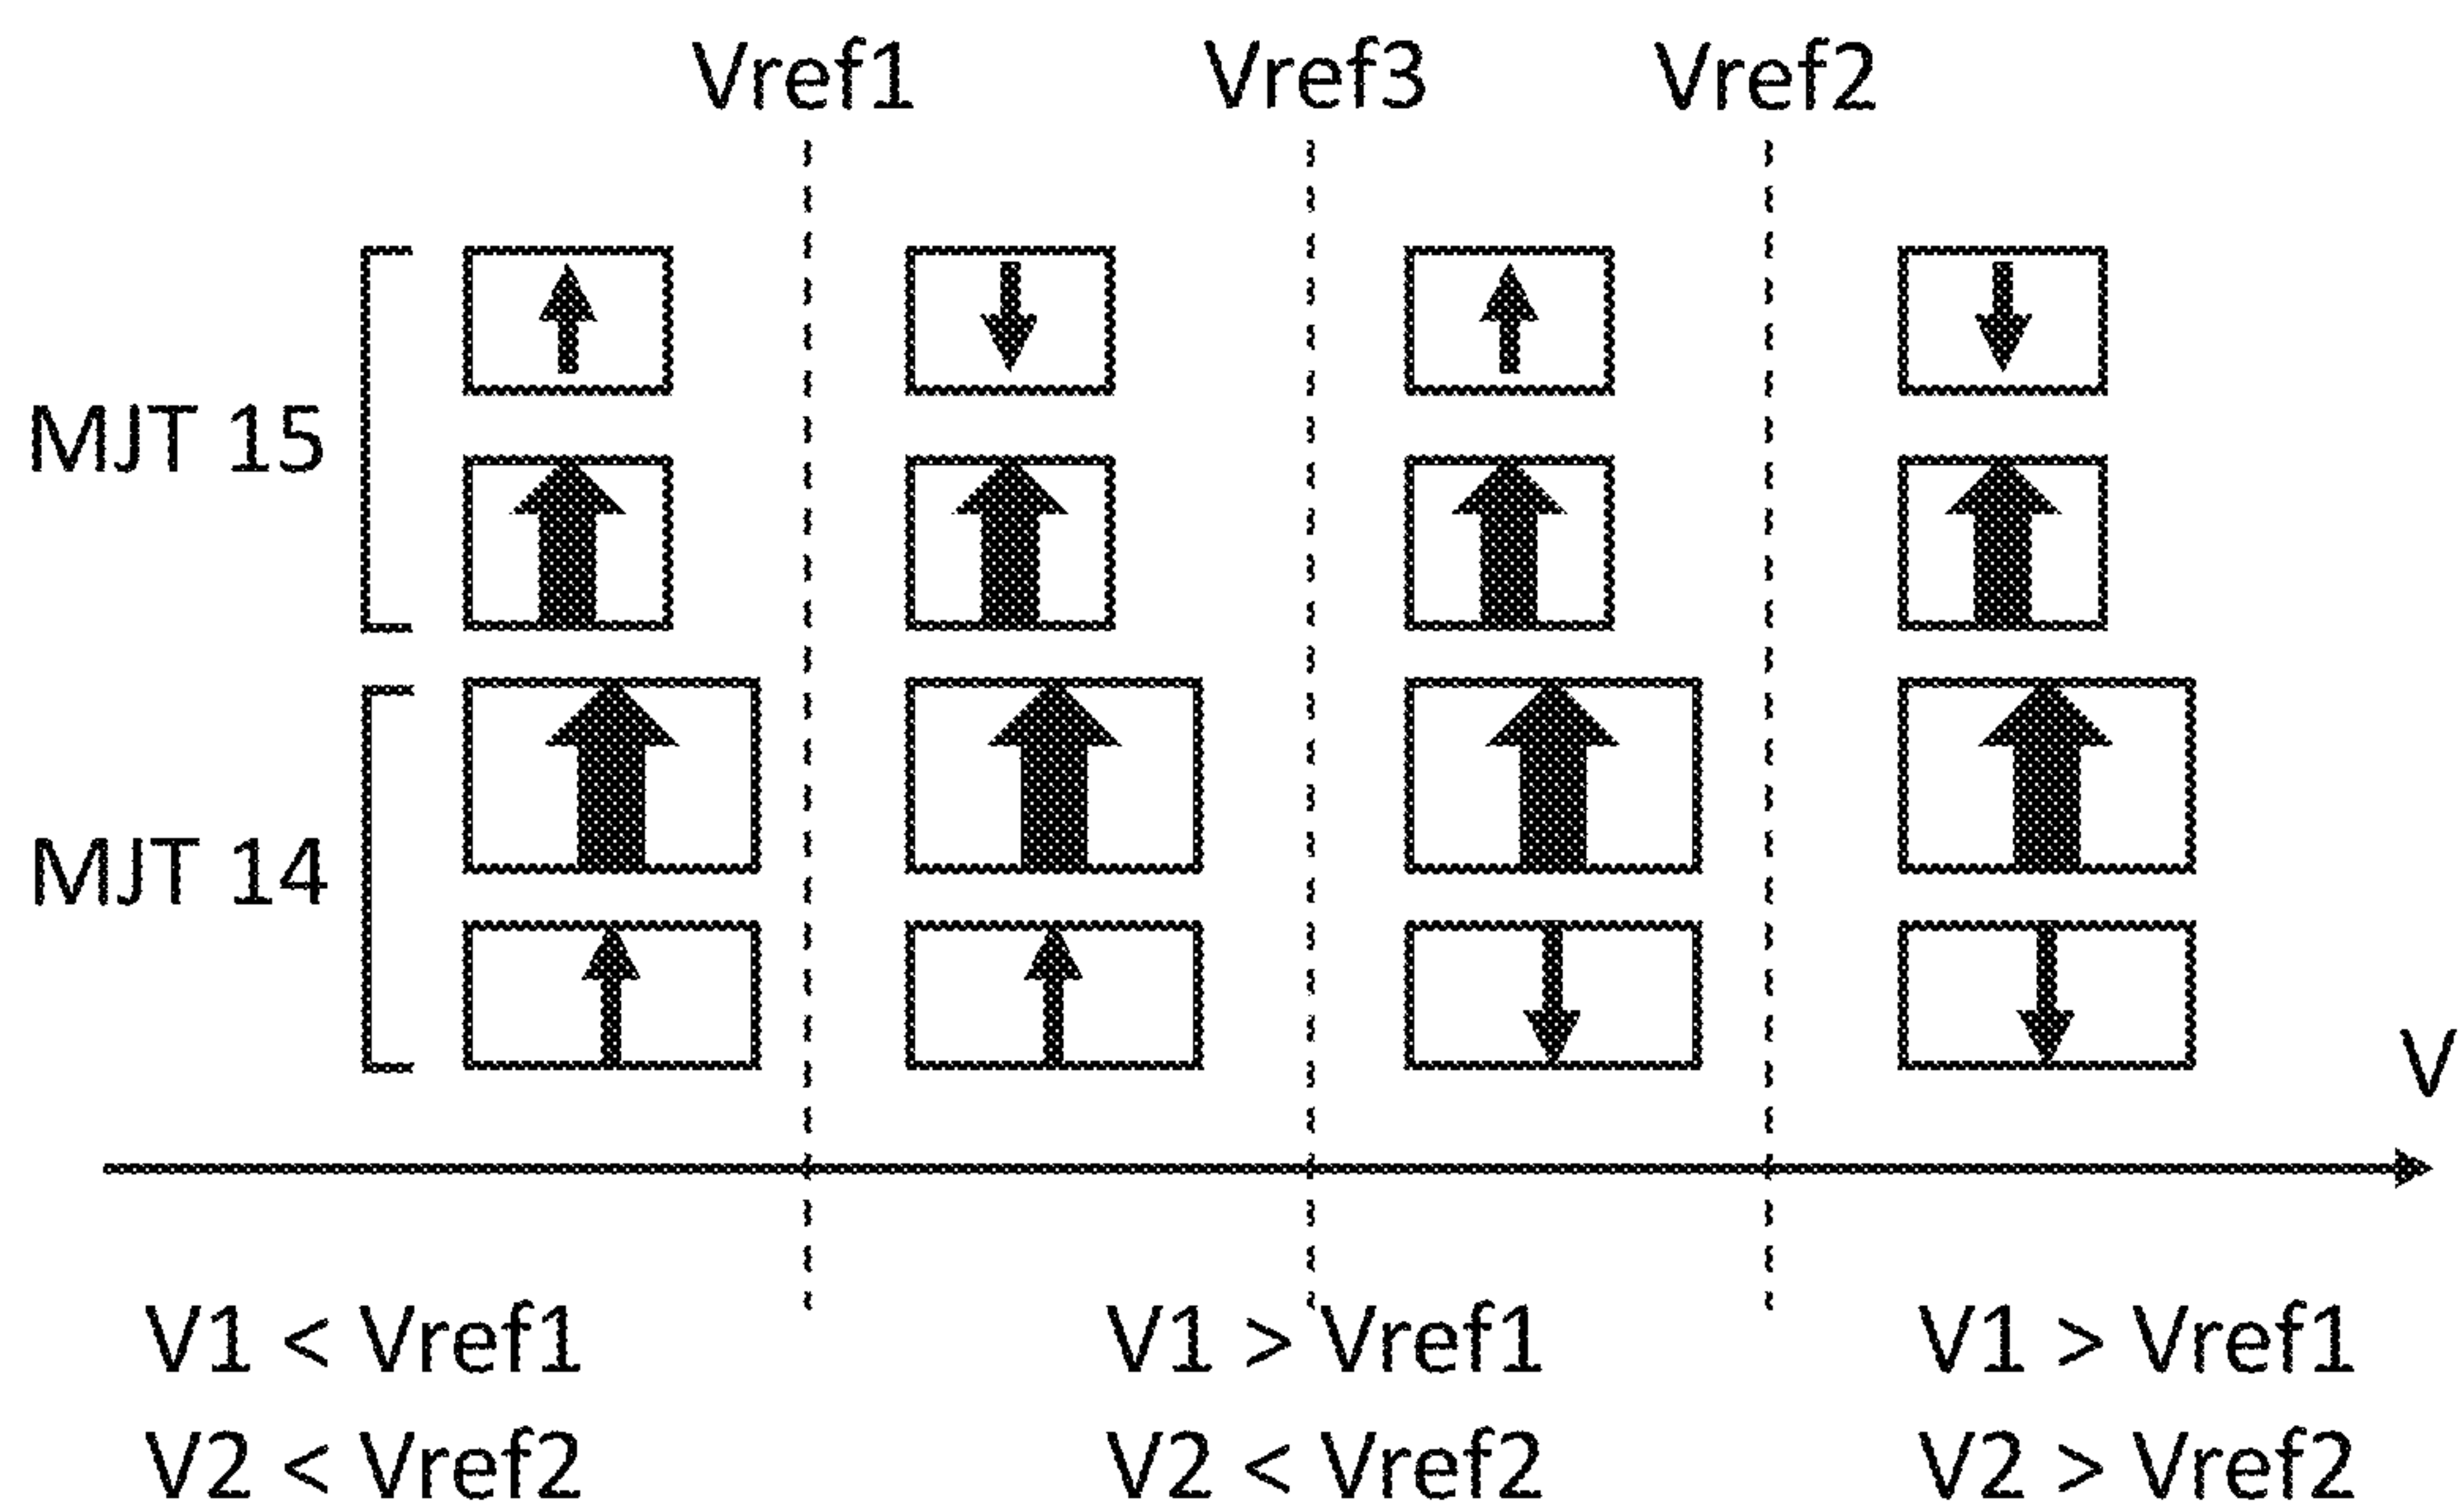 Vref1 Vref3 Vref2
MJT 15
MJT 14
V
V1 < Vref1 V1 > Vref1 V1 > Vref1
V2 < Vref2 V2 < Vref2 V2 > Vref2